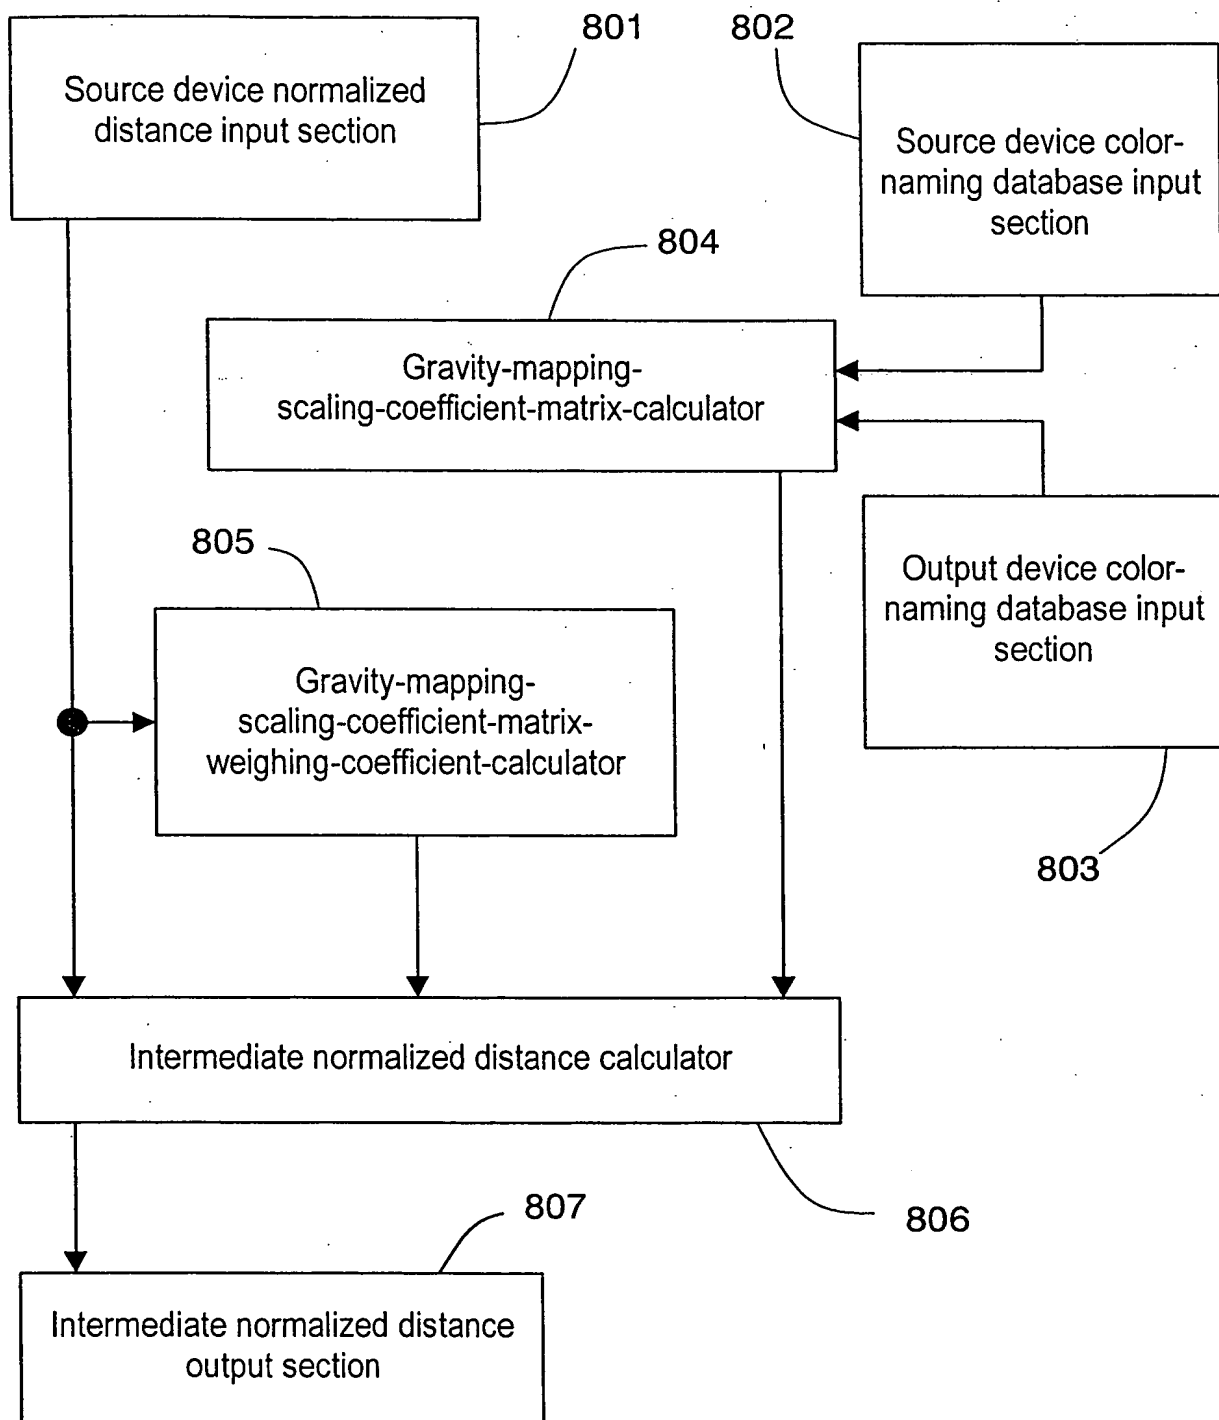 801
802
Source device normalized
distance input section
Source device color-
naming database input
section
804
Gravity-mapping-
scaling-coefficient-matrix-calculator
805
Output device color-
naming database input
section
Gravity-mapping-
scaling-coefficient-matrix-
weighing-coefficient-calculator
803
Intermediate normalized distance calculator
807
806
Intermediate normalized distance
output section